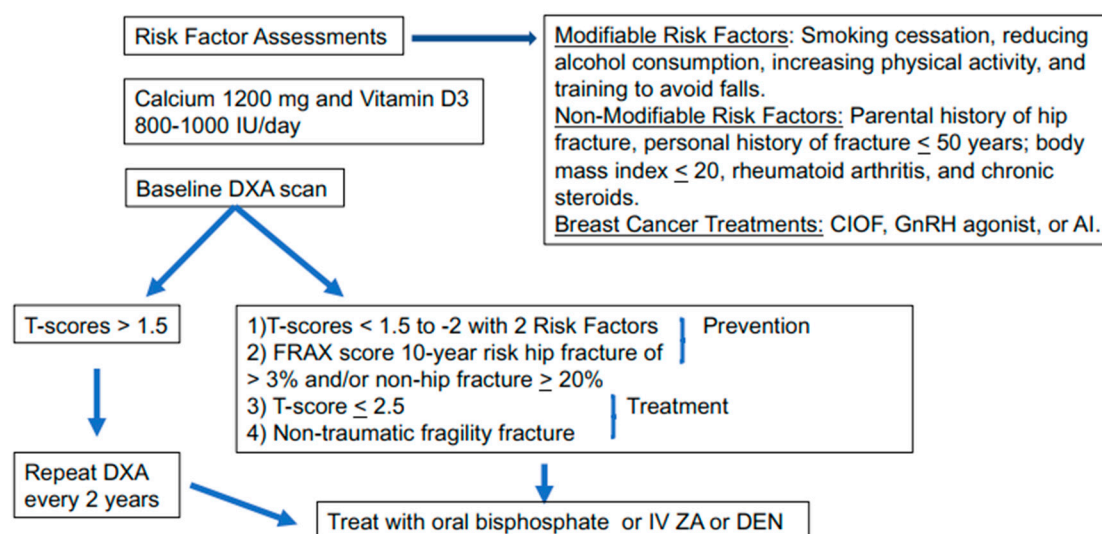 Risk Factor Assessments
Modifiable Risk Factors: Smoking cessation, reducing
alcohol consumption, increasing physical activity, and
training to avoid falls.
Non-Modifiable Risk Factors: Parental history of hip
fracture, personal history of fracture ≤ 50 years; body
mass index ≤ 20, rheumatoid arthritis, and chronic
steroids.
Breast Cancer Treatments: CIOF, GnRH agonist, or AI.
Calcium 1200 mg and Vitamin D3
800-1000 IU/day
Baseline DXA scan
T-scores > 1.5
1)T-scores < 1.5 to -2 with 2 Risk Factors
2) FRAX score 10-year risk hip fracture of
> 3% and/or non-hip fracture ≥ 20%
Prevention
3) T-score ≤ 2.5
4) Non-traumatic fragility fracture
Treatment
Repeat DXA
every 2 years
Treat with oral bisphosphate or IV ZA or DEN